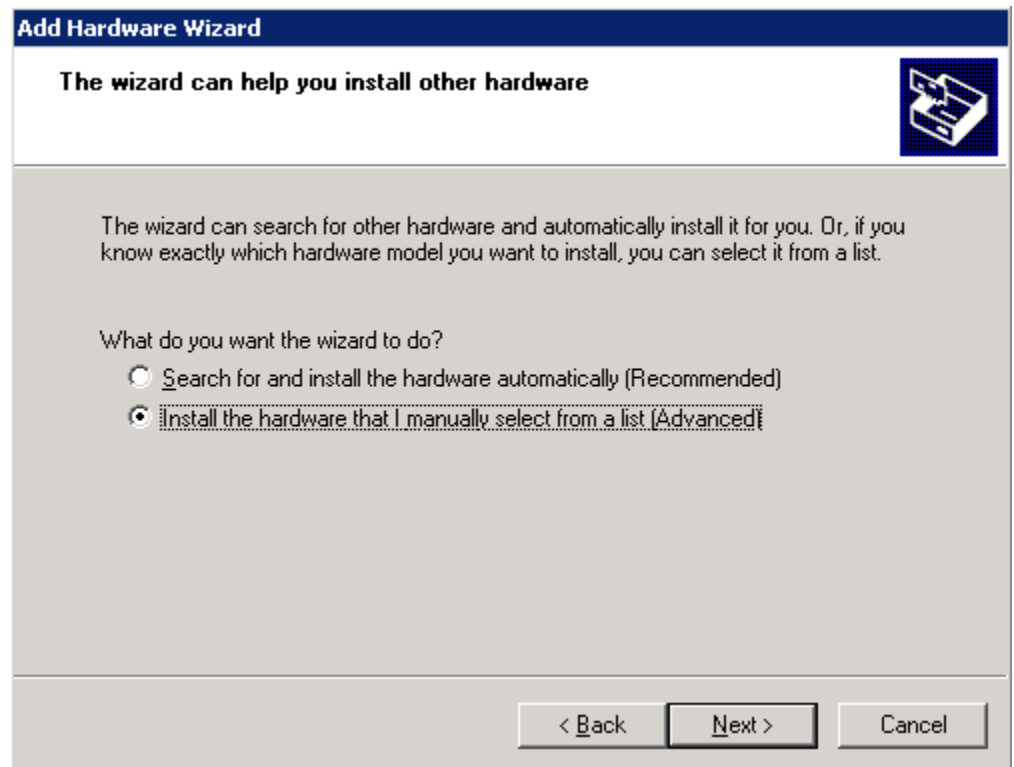 Add Hardware Wizard
The wizard can help you install other hardware
The wizard can search for other hardware and automatically install it for you. Or, if you
know exactly which hardware model you want to install, you can select it from a list.
What do you want the wizard to do?
Search for and install the hardware automatically (Recommended)
Install the hardware that I manually select from a list (Advanced)
< Back Next > Cancel